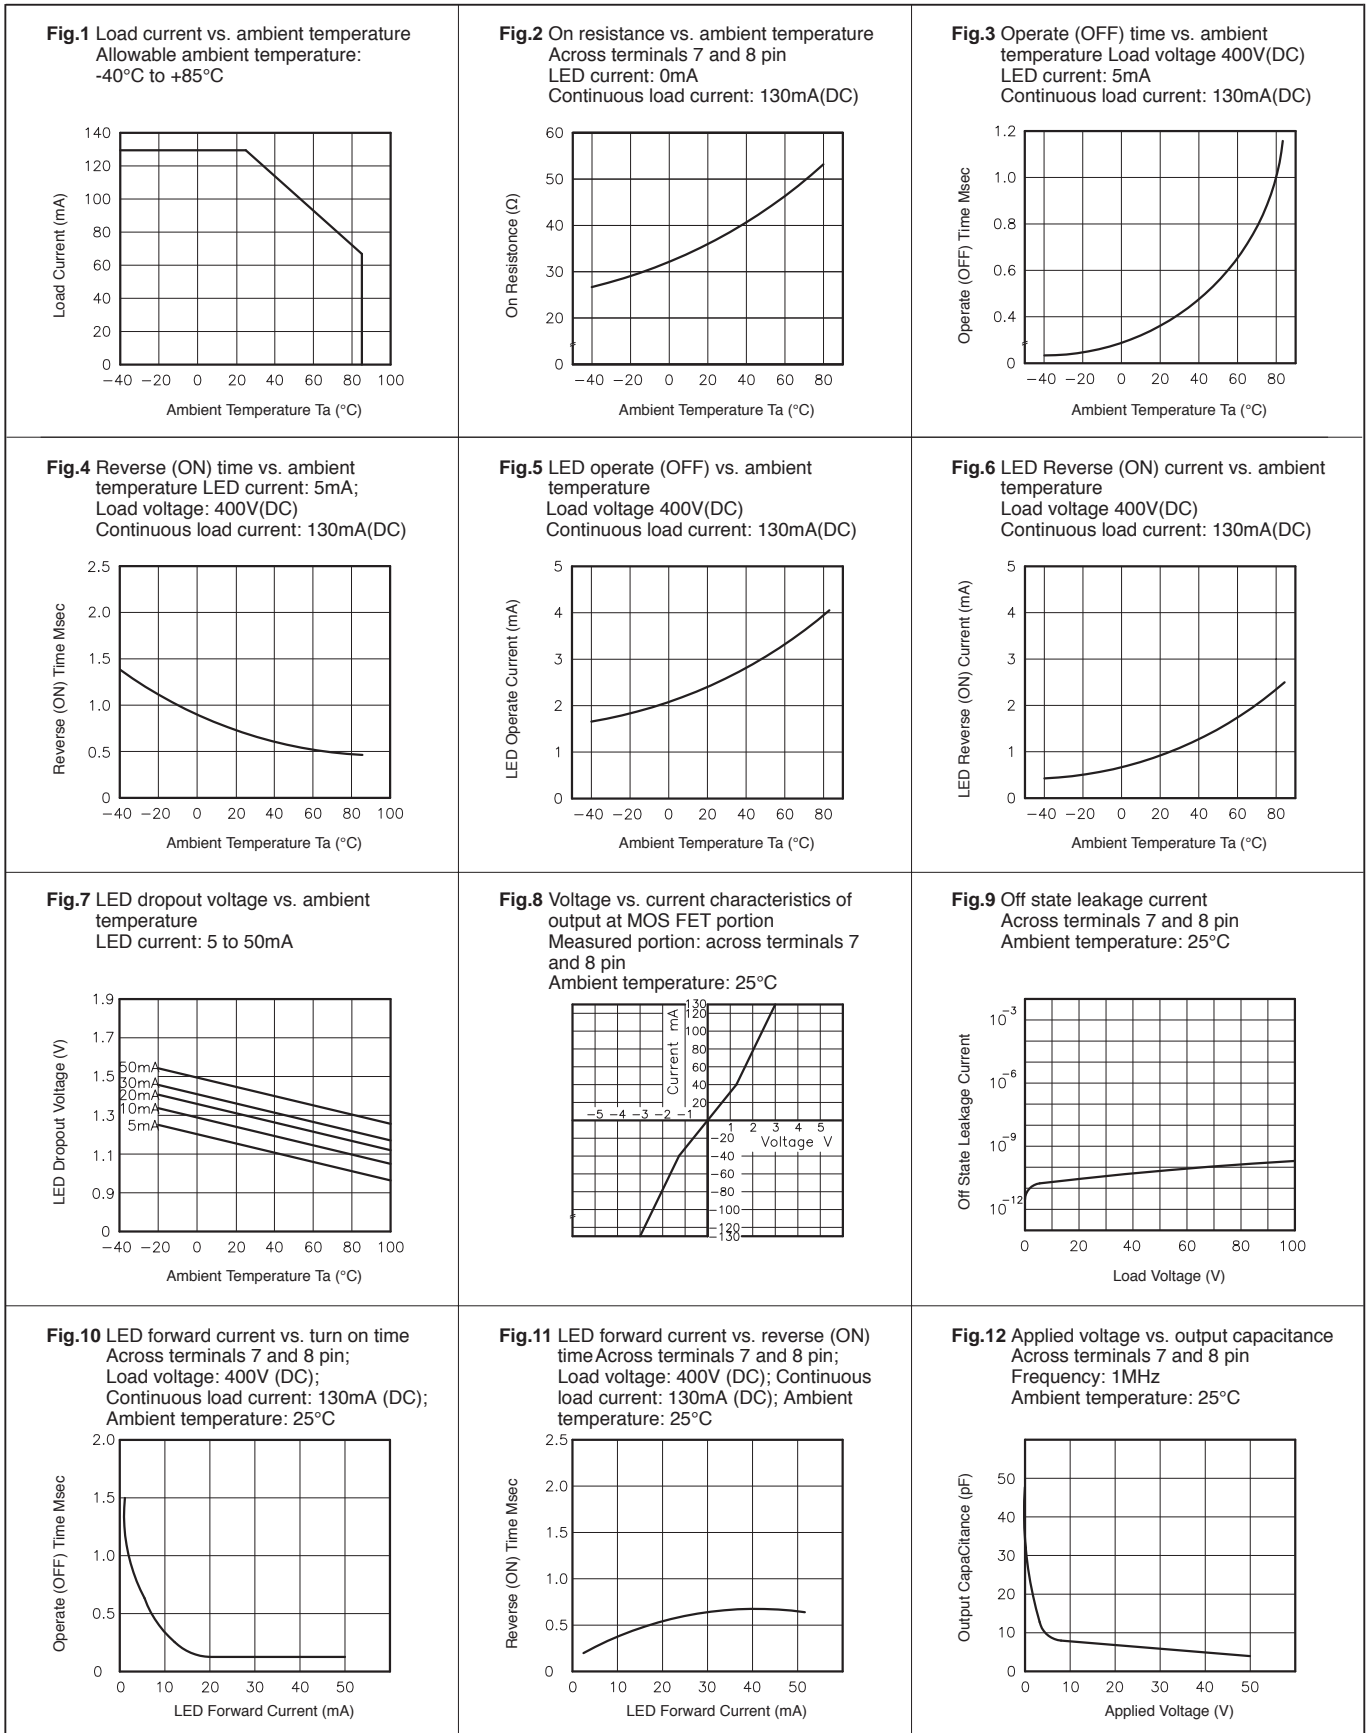 Fig.1 Load current vs. ambient temperature
Allowable ambient temperature:
-40°C to +85°C
140
120
100
80
60
40
20
0
−40 −20 0 20 40 60 80 100
Load Current (mA)
Ambient Temperature Ta (°C)
Fig.2 On resistance vs. ambient temperature
Across terminals 7 and 8 pin
LED current: 0mA
Continuous load current: 130mA(DC)
60
50
40
30
20
0
−40 −20 0 20 40 60 80
On Resistonce (Ω)
Ambient Temperature Ta (°C)
Fig.3 Operate (OFF) time vs. ambient
temperature Load voltage 400V(DC)
LED current: 5mA
Continuous load current: 130mA(DC)
1.2
1.0
0.8
0.6
0.4
0
−40 −20 0 20 40 60 80
Operate (OFF) Time Msec
Ambient Temperature Ta (°C)
Fig.4 Reverse (ON) time vs. ambient
temperature LED current: 5mA;
Load voltage: 400V(DC)
Continuous load current: 130mA(DC)
2.5
2.0
1.5
1.0
0.5
0
−40 −20 0 20 40 60 80 100
Reverse (ON) Time Msec
Ambient Temperature Ta (°C)
Fig.5 LED operate (OFF) vs. ambient
temperature
Load voltage 400V(DC)
Continuous load current: 130mA(DC)
5
4
3
2
1
0
−40 −20 0 20 40 60 80
LED Operate Current (mA)
Ambient Temperature Ta (°C)
Fig.6 LED Reverse (ON) current vs. ambient
temperature
Load voltage 400V(DC)
Continuous load current: 130mA(DC)
5
4
3
2
1
0
−40 −20 0 20 40 60 80
LED Reverse (ON) Current (mA)
Ambient Temperature Ta (°C)
Fig.7 LED dropout voltage vs. ambient
temperature
LED current: 5 to 50mA
1.9
1.7
1.5
1.3
1.1
0.9
0
50mA
30mA
20mA
10mA
5mA
−40 −20 0 20 40 60 80 100
LED Dropout Voltage (V)
Ambient Temperature Ta (°C)
Fig.8 Voltage vs. current characteristics of
output at MOS FET portion
Measured portion: across terminals 7
and 8 pin
Ambient temperature: 25°C
130
120
100
80
60
40
20
Current mA
−5 −4 −3 −2 −1
1 2 3 4 5
Voltage V
−20
−40
−60
−80
−100
−120
−130
Fig.9 Off state leakage current
Across terminals 7 and 8 pin
Ambient temperature: 25°C
10−3
10−6
10−9
10−12
0 20 40 60 80 100
Off State Leakage Current
Load Voltage (V)
Fig.10 LED forward current vs. turn on time
Across terminals 7 and 8 pin;
Load voltage: 400V (DC);
Continuous load current: 130mA (DC);
Ambient temperature: 25°C
2.0
1.5
1.0
0.5
0
0 10 20 30 40 50
Operate (OFF) Time Msec
LED Forward Current (mA)
Fig.11 LED forward current vs. reverse (ON)
timeAcross terminals 7 and 8 pin;
Load voltage: 400V (DC); Continuous
load current: 130mA (DC); Ambient
temperature: 25°C
2.5
2.0
1.5
1.0
0.5
0
0 10 20 30 40 50
Reverse (ON) Time Msec
LED Forward Current (mA)
Fig.12 Applied voltage vs. output capacitance
Across terminals 7 and 8 pin
Frequency: 1MHz
Ambient temperature: 25°C
50
40
30
20
10
0
0 10 20 30 40 50
Output CapaCitance (pF)
Applied Voltage (V)